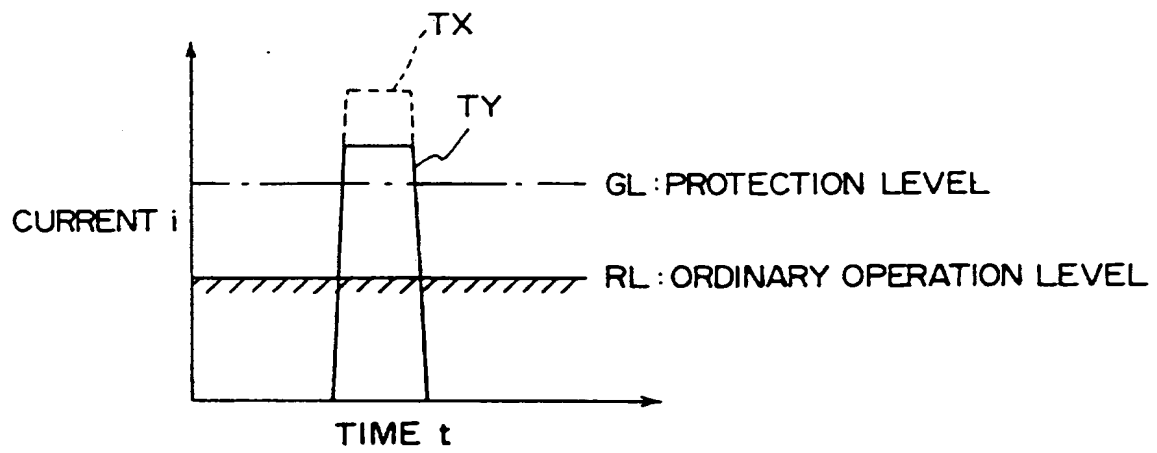 TX
TY
GL: PROTECTION LEVEL
CURRENT i
RL: ORDINARY OPERATION LEVEL
TIME t